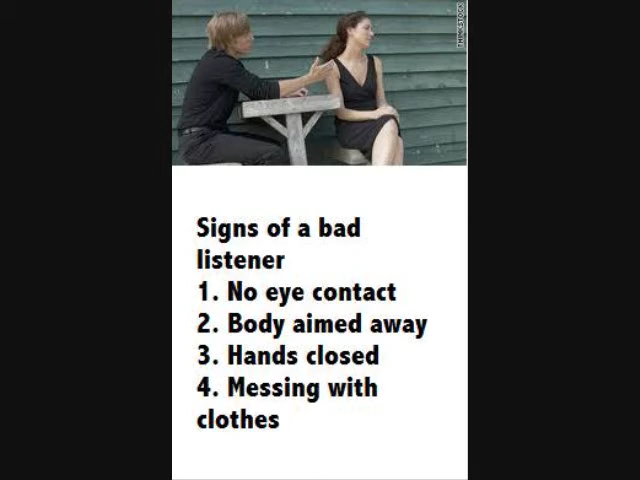 THINKSTOCK
Signs of a bad
listener
1. No eye contact
2. Body aimed away
3. Hands closed
4. Messing with
clothes